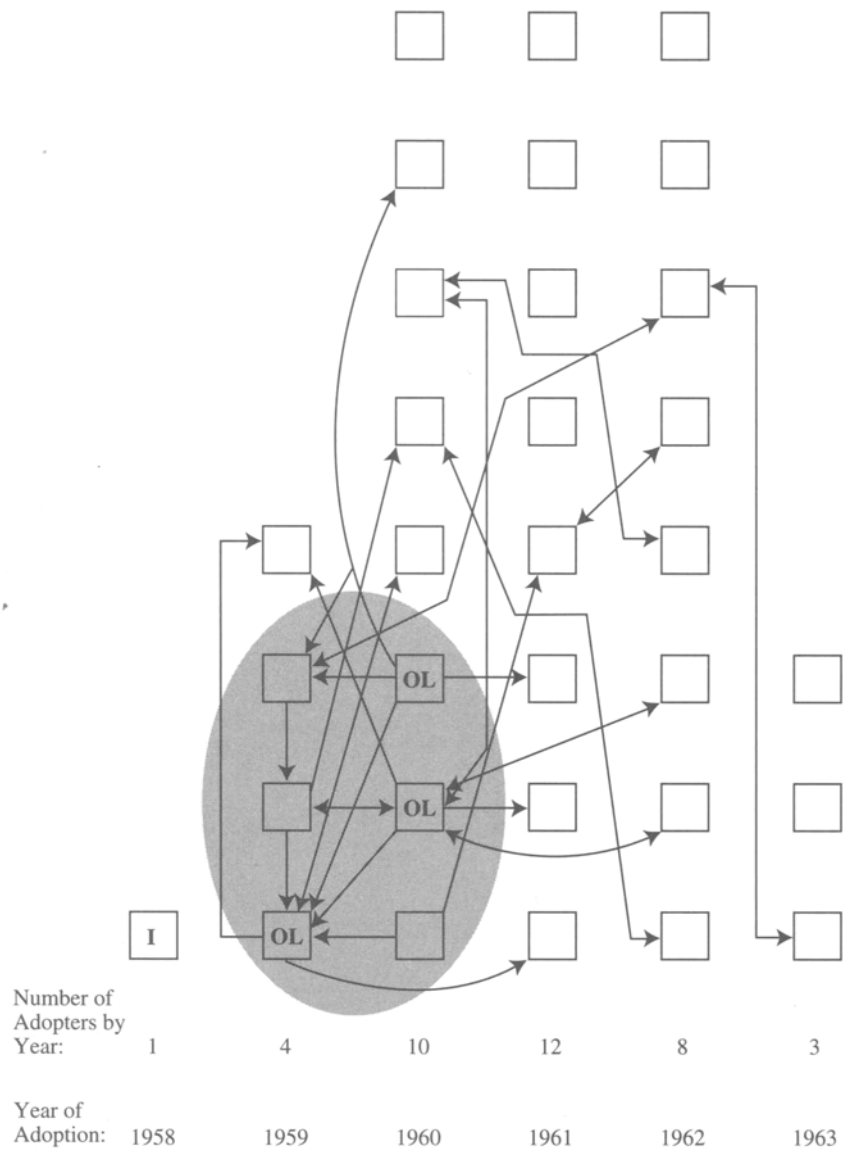 OL
OL
I
OL
Number of
Adopters by
Year: 1 4 10 12 8 3
Year of
Adoption: 1958 1959 1960 1961 1962 1963